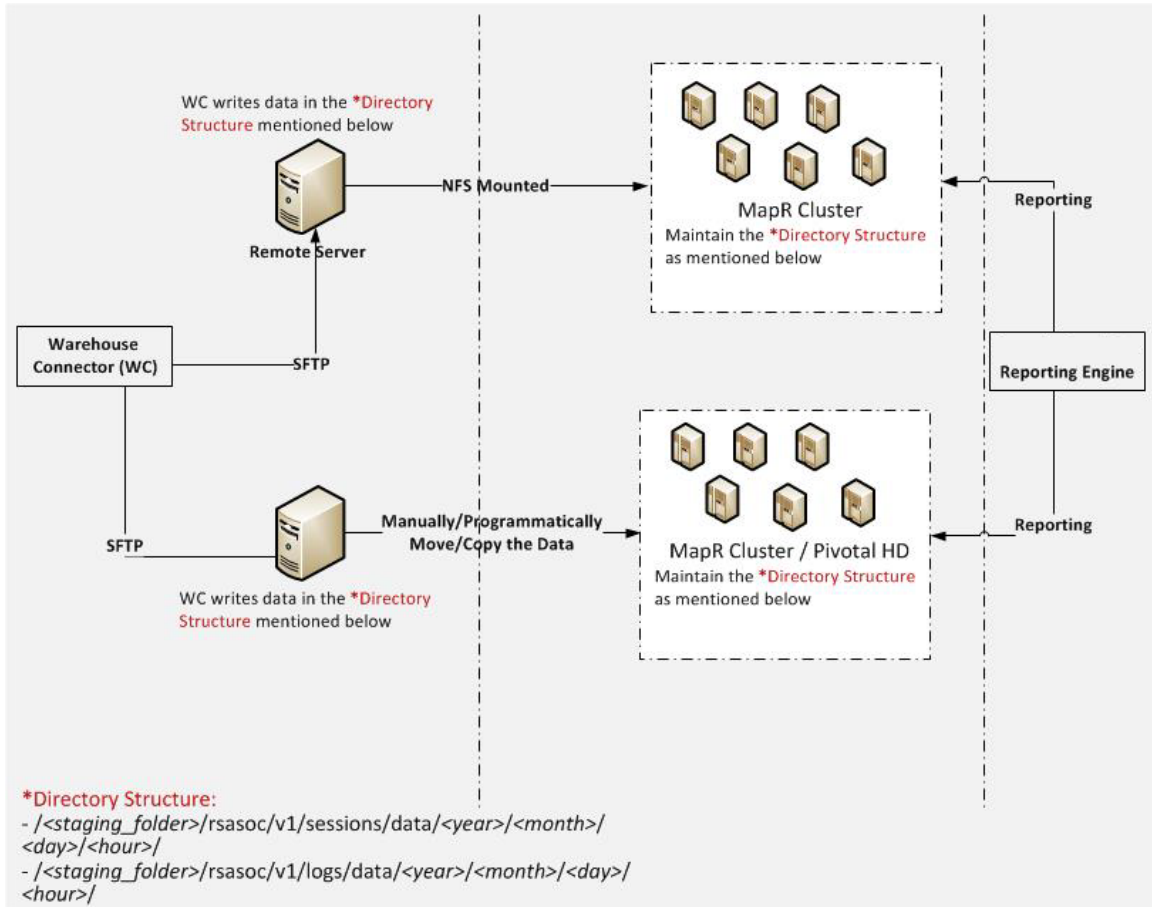 WC writes data in the *Directory
Structure mentioned below
Remote Server
NFS Mounted
MapR Cluster
Maintain the *Directory Structure
as mentioned below
Reporting
Warehouse
Connector (WC)
SFTP
Reporting Engine
SFTP
Manually/Programmatically
Move/Copy the Data
MapR Cluster / Pivotal HD
Maintain the *Directory Structure
as mentioned below
Reporting
WC writes data in the *Directory
Structure mentioned below
*Directory Structure:
- /<staging_folder>/rsasoc/v1/sessions/data/<year>/<month>/
<day>/<hour>/
- /<staging_folder>/rsasoc/v1/logs/data/<year>/<month>/<day>/
<hour>/